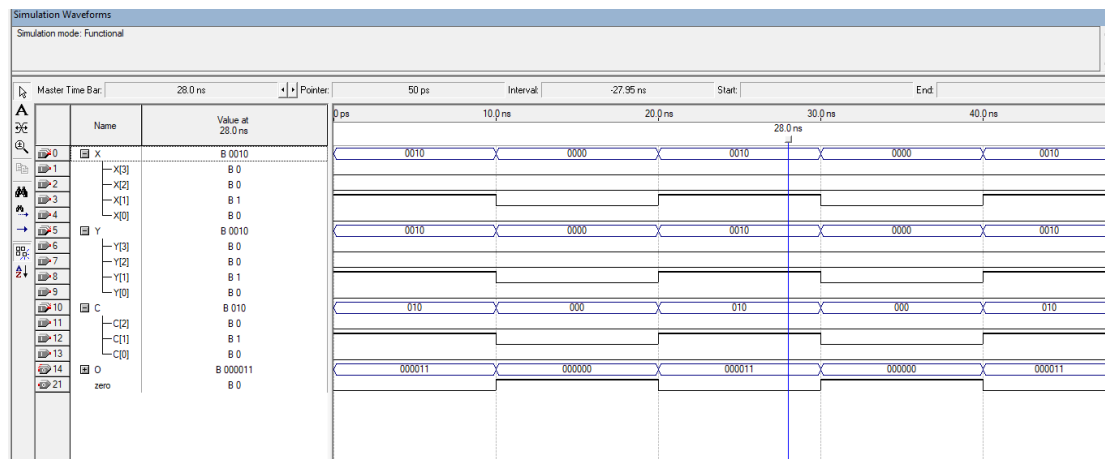 Simulation Waveforms
Simulation mode: Functional
Master Time Bar: 28.0 ns Pointer: 50 ps Interval: -27.95 ns Start: End:
A
Name Value at 28.0 ns 0 ps 10.0 ns 20.0 ns 30.0 ns 40.0 ns
28.0 ns
0 X B 0010 0010 0000 0010 0000 0010
1 X[3] B 0
2 X[2] B 0
3 X[1] B 1
4 X[0] B 0
5 Y B 0010 0010 0000 0010 0000 0010
6 Y[3] B 0
7 Y[2] B 0
8 Y[1] B 1
9 Y[0] B 0
10 C B 010 010 000 010 000 010
11 C[2] B 0
12 C[1] B 1
13 C[0] B 0
14 O B 000011 000011 000000 000011 000000 000011
21 zero B 0